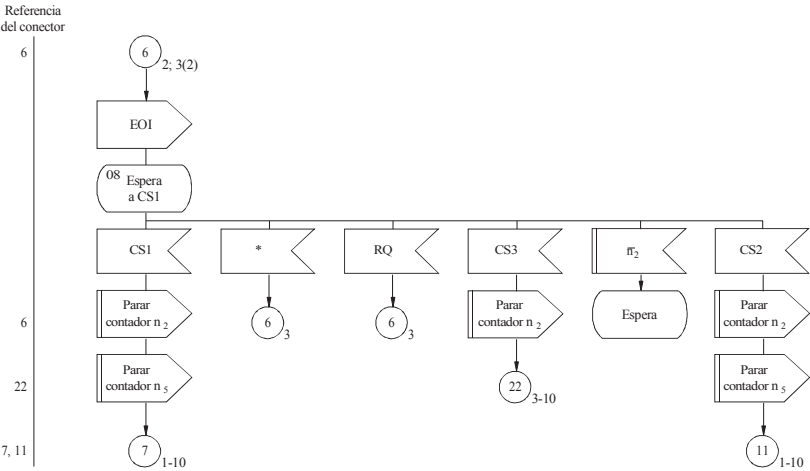 Referencia
del conector
6
6
2; 3(2)
EOI
08 Espera
a CS1
CS1
*
RQ
CS3
n̅2
CS2
6
Parar
contador n 2
6
3
6
3
Parar
contador n 2
Espera
Parar
contador n 2
22
Parar
contador n 5
22
3-10
Parar
contador n 5
7, 11
7
1-10
11
1-10